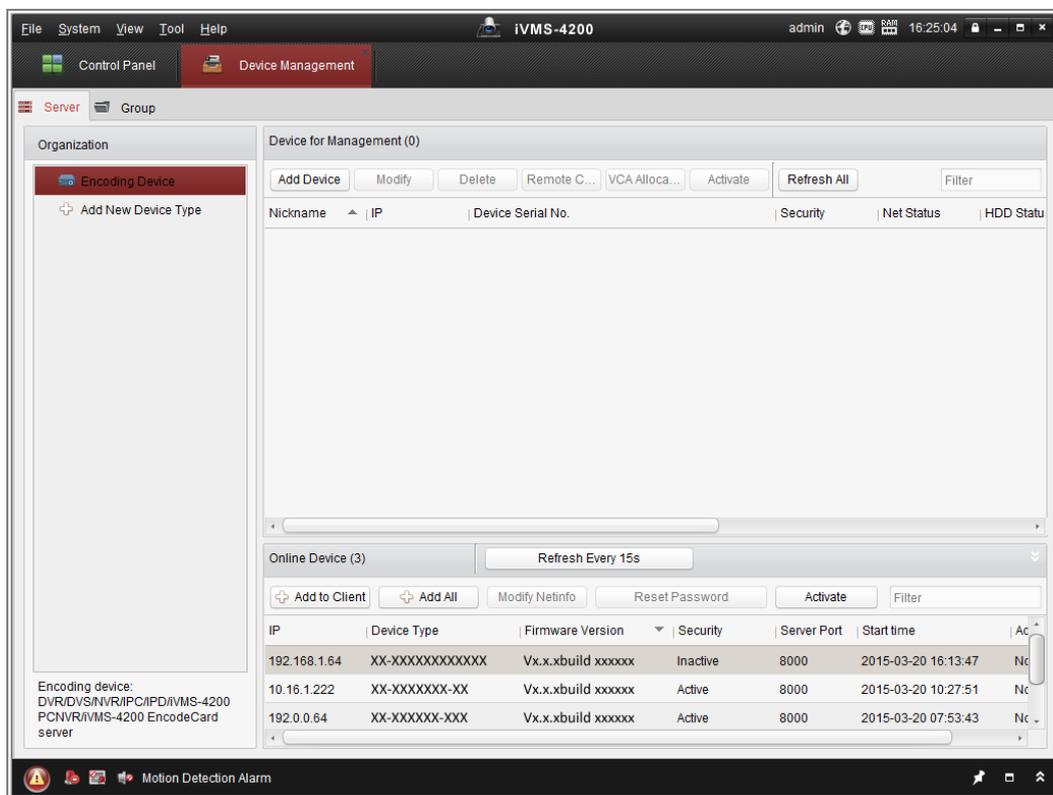 File System View Tool Help iVMS-4200 admin CPU RAM 16:25:04
Control Panel Device Management
Server Group
Organization
Encoding Device
Add New Device Type
Encoding device:
DVR/DVS/NVR/IPC/IPD/iVMS-4200
PCNVR/iVMS-4200 EncodeCard
server
Device for Management (0)
Add Device Modify Delete Remote C... VCA Alloca... Activate Refresh All Filter
Nickname IP Device Serial No. Security Net Status HDD Statu
Online Device (3) Refresh Every 15s
Add to Client Add All Modify Netinfo Reset Password Activate Filter
IP Device Type Firmware Version Security Server Port Start time Ad
192.168.1.64 XX-XXXXXXXXXXXX Vx.x.xbuild xxxxxx Inactive 8000 2015-03-20 16:13:47 No
10.16.1.222 XX-XXXXXXX-XX Vx.x.xbuild xxxxxx Active 8000 2015-03-20 10:27:51 No
192.0.0.64 XX-XXXXXX-XXX Vx.x.xbuild xxxxxx Active 8000 2015-03-20 07:53:43 No
Motion Detection Alarm